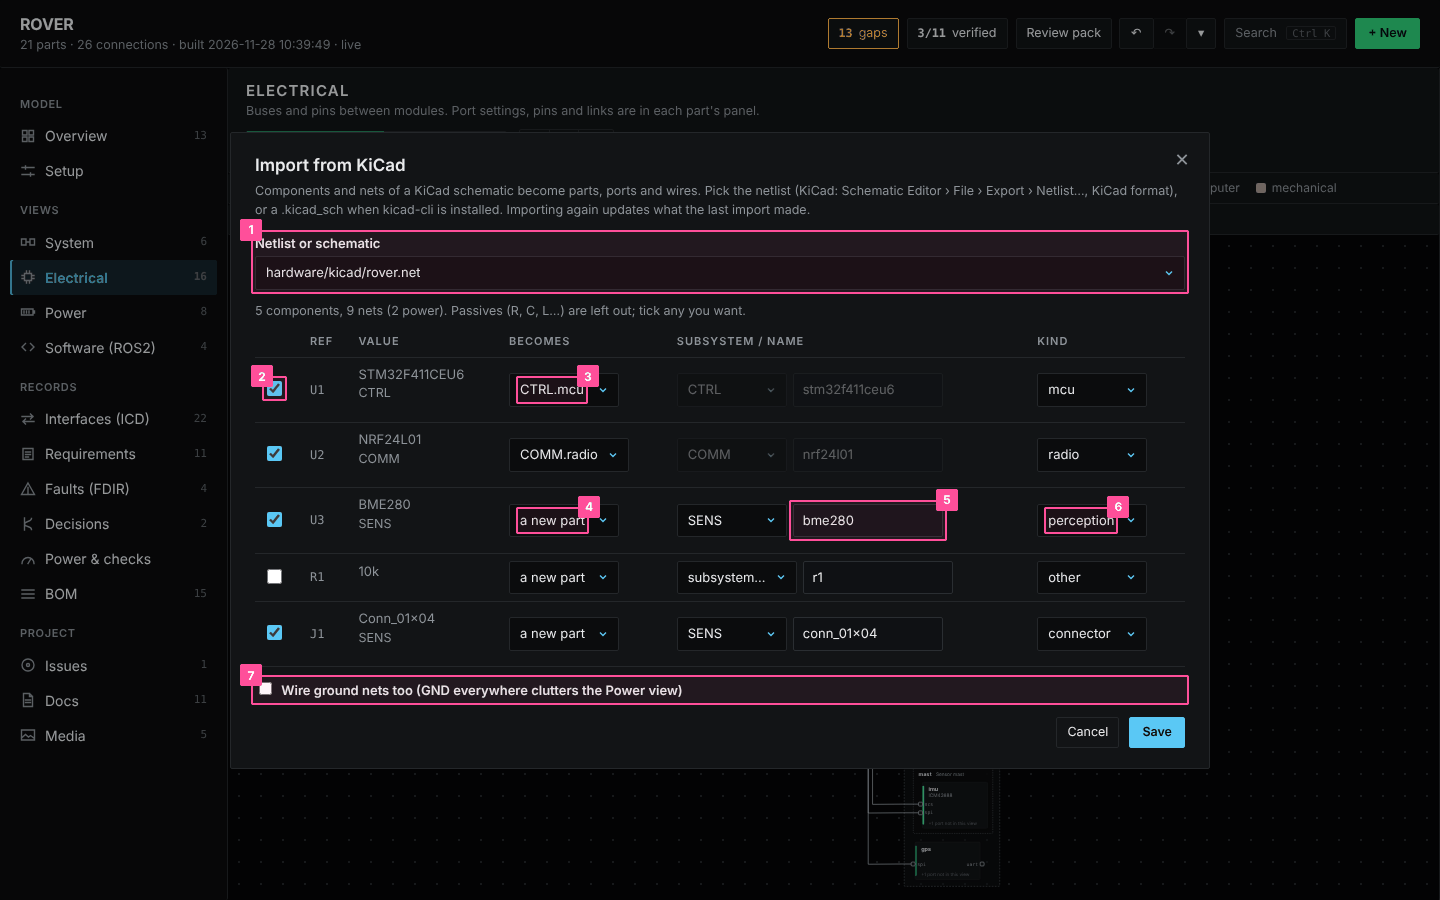 ROVER
21 parts · 26 connections · built 2026-11-28 10:39:49 · live
13 gaps
3/11 verified
Review pack
Search Ctrl K
+ New
MODEL
Overview 13
Setup
VIEWS
System 6
Electrical 16
Power 8
Software (ROS2) 4
RECORDS
Interfaces (ICD) 22
Requirements 11
Faults (FDIR) 4
Decisions 2
Power & checks
BOM 15
PROJECT
Issues 1
Docs 11
Media 5
ELECTRICAL
Buses and pins between modules. Port settings, pins and links are in each part's panel.
puter mechanical
Import from KiCad
Components and nets of a KiCad schematic become parts, ports and wires. Pick the netlist (KiCad: Schematic Editor › File › Export › Netlist…, KiCad format),
or a .kicad_sch when kicad-cli is installed. Importing again updates what the last import made.
1
Netlist or schematic
hardware/kicad/rover.net
5 components, 9 nets (2 power). Passives (R, C, L…) are left out; tick any you want.
REF VALUE BECOMES SUBSYSTEM / NAME KIND
2 3
U1 STM32F411CEU6 CTRL CTRL.mcu CTRL stm32f411ceu6 mcu
U2 NRF24L01 COMM COMM.radio COMM nrf24l01 radio
4 5 6
U3 BME280 SENS a new part SENS bme280 perception
R1 10k a new part subsystem… r1 other
J1 Conn_01×04 SENS a new part SENS conn_01×04 connector
7
Wire ground nets too (GND everywhere clutters the Power view)
Cancel Save
mast Sensor mast
imu
gps
uart